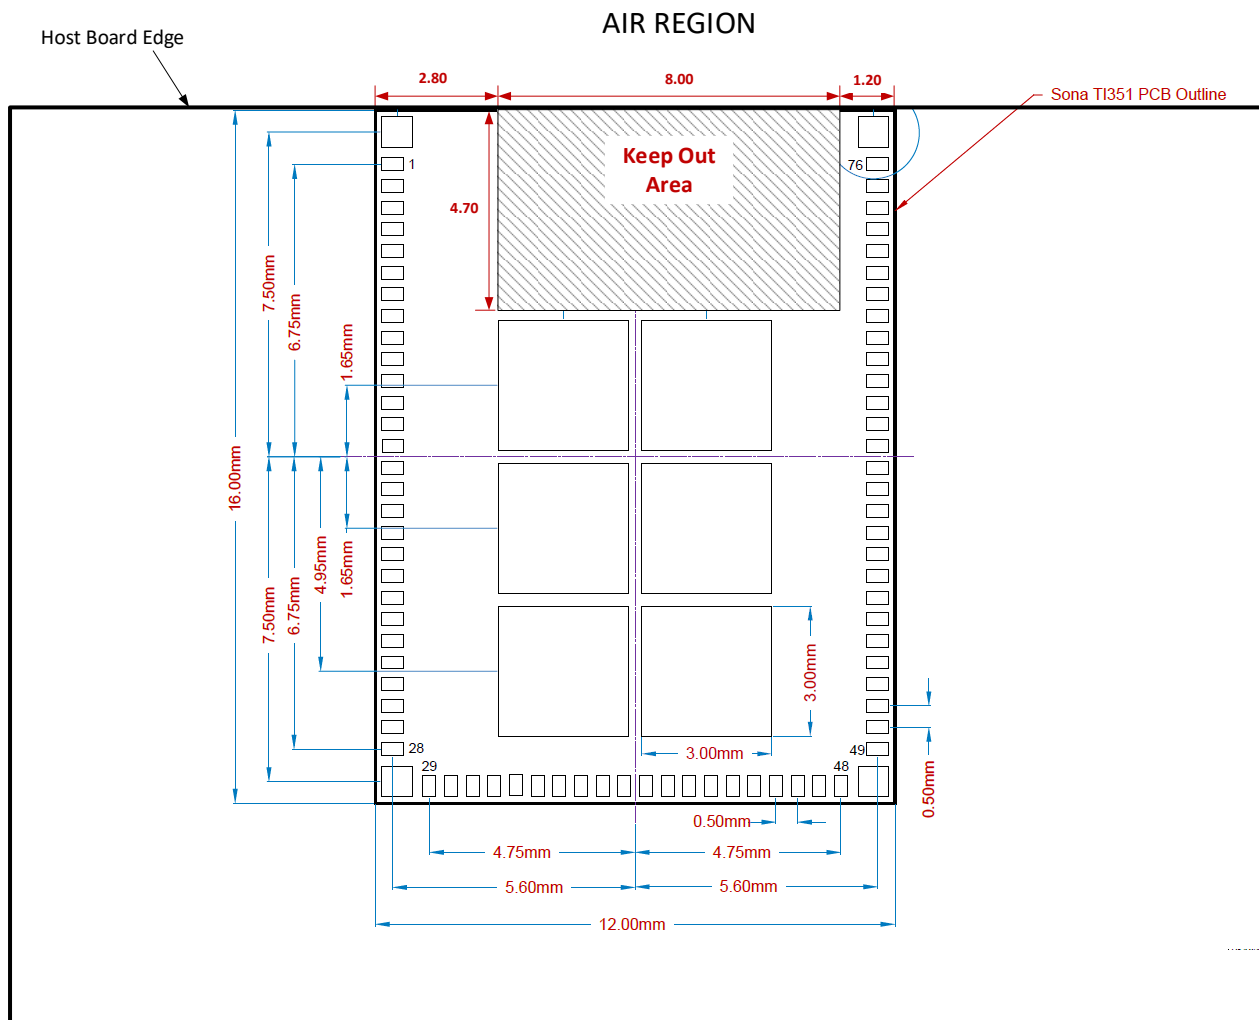 AIR REGION
Host Board Edge
2.80
8.00
1.20
Sona TI351 PCB Outline
Keep Out
Area
1
76
4.70
7.50mm
6.75mm
1.65mm
16.00mm
7.50mm
6.75mm
4.95mm
1.65mm
3.00mm
3.00mm
28
29
48
49
0.50mm
0.50mm
4.75mm
4.75mm
5.60mm
5.60mm
12.00mm